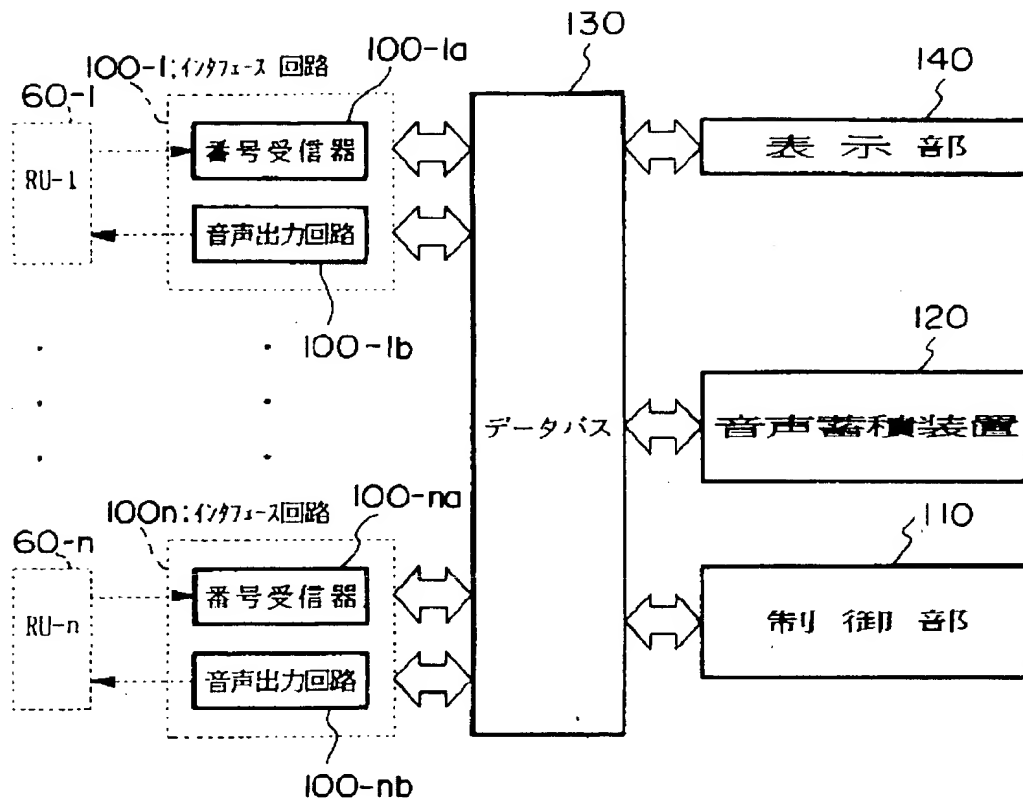 130
100-1a
140
100-1:インタフェース 回路
60-1
RU-1
番号受信器
表示部
音声出力回路
100-1b
120
データバス
音声蓄積装置
100n:インタフェース回路
100-na
110
60-n
RU-n
番号受信器
制御部
音声出力回路
100-nb